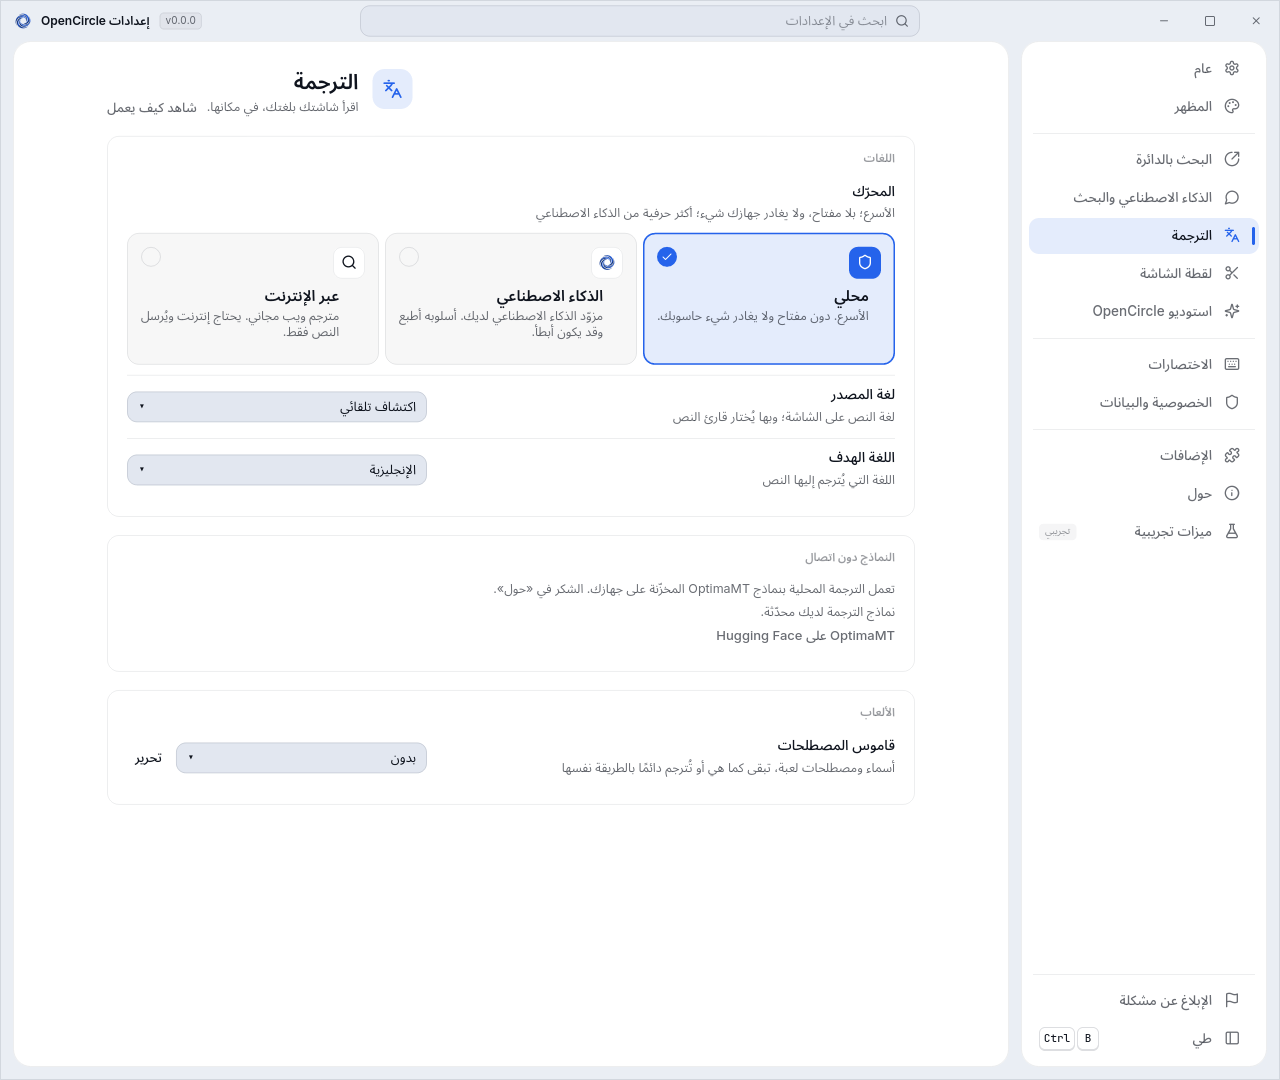 إعدادات OpenCircle
v0.0.0
ابحث في الإعدادات
عام
المظهر
البحث بالدائرة
الذكاء الاصطناعي والبحث
الترجمة
لقطة الشاشة
استوديو OpenCircle
الاختصارات
الخصوصية والبيانات
الإضافات
حول
ميزات تجريبية
تجريبي
الإبلاغ عن مشكلة
طي
Ctrl B
الترجمة
اقرأ شاشتك بلغتك، في مكانها. شاهد كيف يعمل
اللغات
المحرّك
الأسرع؛ بلا مفتاح، ولا يغادر جهازك شيء؛ أكثر حرفية من الذكاء الاصطناعي
محلي
الأسرع. دون مفتاح ولا يغادر شيء حاسوبك.
الذكاء الاصطناعي
مزوّد الذكاء الاصطناعي لديك. أسلوبه أطبع
وقد يكون أبطأ.
عبر الإنترنت
مترجم ويب مجاني. يحتاج إنترنت ويُرسل
النص فقط.
لغة المصدر
لغة النص على الشاشة؛ وبها يُختار قارئ النص
اكتشاف تلقائي
اللغة الهدف
اللغة التي يُترجم إليها النص
الإنجليزية
النماذج دون اتصال
تعمل الترجمة المحلية بنماذج OptimaMT المخزّنة على جهازك. الشكر في «حول».
نماذج الترجمة لديك محدّثة.
OptimaMT على Hugging Face
الألعاب
قاموس المصطلحات
أسماء ومصطلحات لعبة، تبقى كما هي أو تُترجم دائمًا بالطريقة نفسها
بدون
تحرير